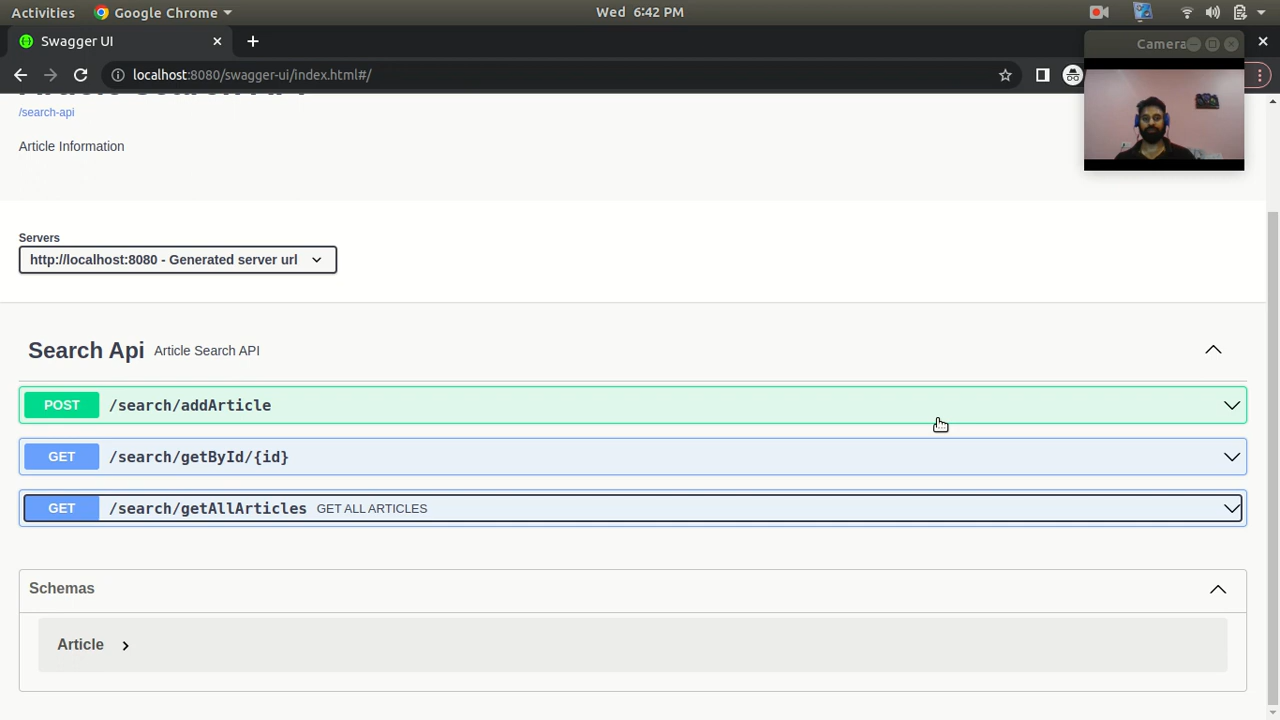 Activities
Google Chrome
Wed 6:42 PM
Swagger UI
Camera
localhost:8080/swagger-ui/index.html#/
/search-api
Article Information
Servers
http://localhost:8080 - Generated server url
Search Api Article Search API
POST /search/addArticle
GET /search/getById/{id}
GET /search/getAllArticles GET ALL ARTICLES
Schemas
Article